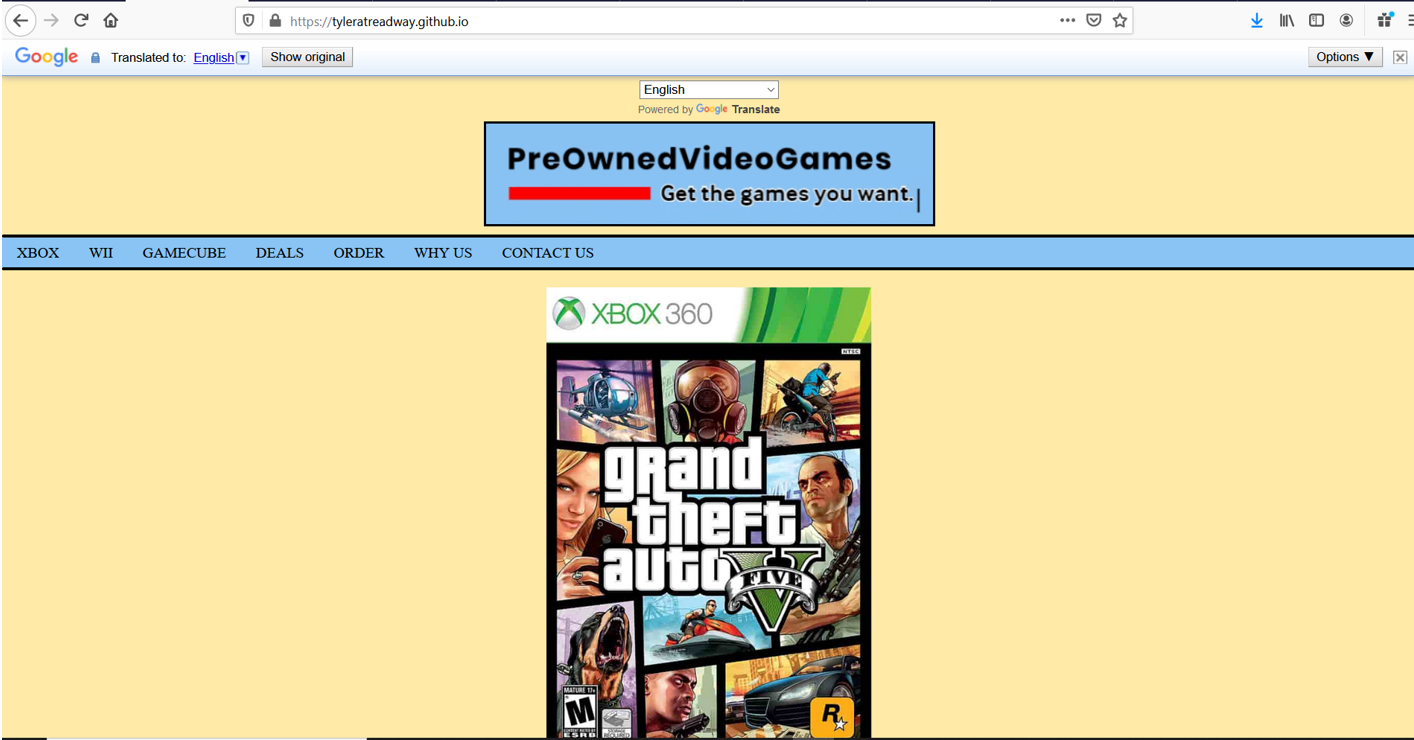 https://tyleratreadway.github.io
Google Translated to: English Show original Options ▼
English
Powered by Google Translate
PreOwnedVideoGames
Get the games you want.
XBOX WII GAMECUBE DEALS ORDER WHY US CONTACT US
XBOX 360
NTSC
grand
theft
auto V
FIVE
MATURE 17+
M
ESRB
R